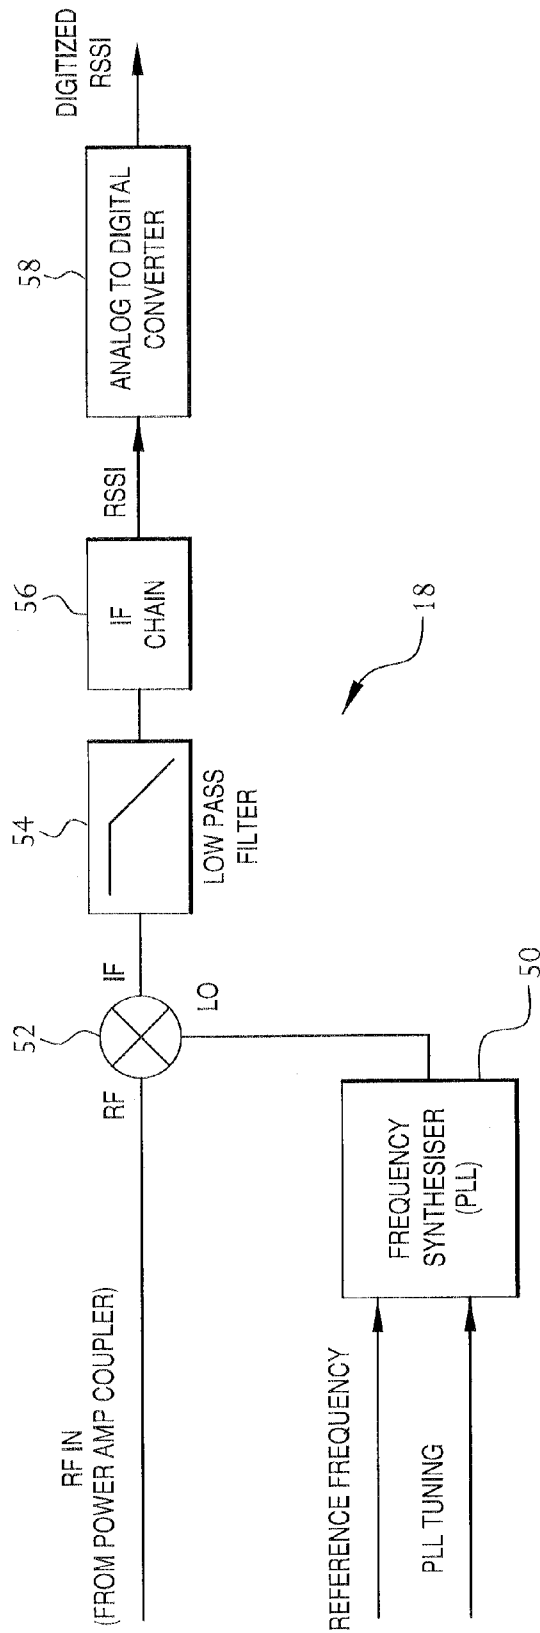 RF IN
(FROM POWER AMP COUPLER)
RF
52
IF
LO
54
LOW PASS
FILTER
56
IF
CHAIN
RSSI
58
ANALOG TO DIGITAL
CONVERTER
DIGITIZED
RSSI
REFERENCE FREQUENCY
PLL TUNING
FREQUENCY
SYNTHESISER
(PLL)
50
18